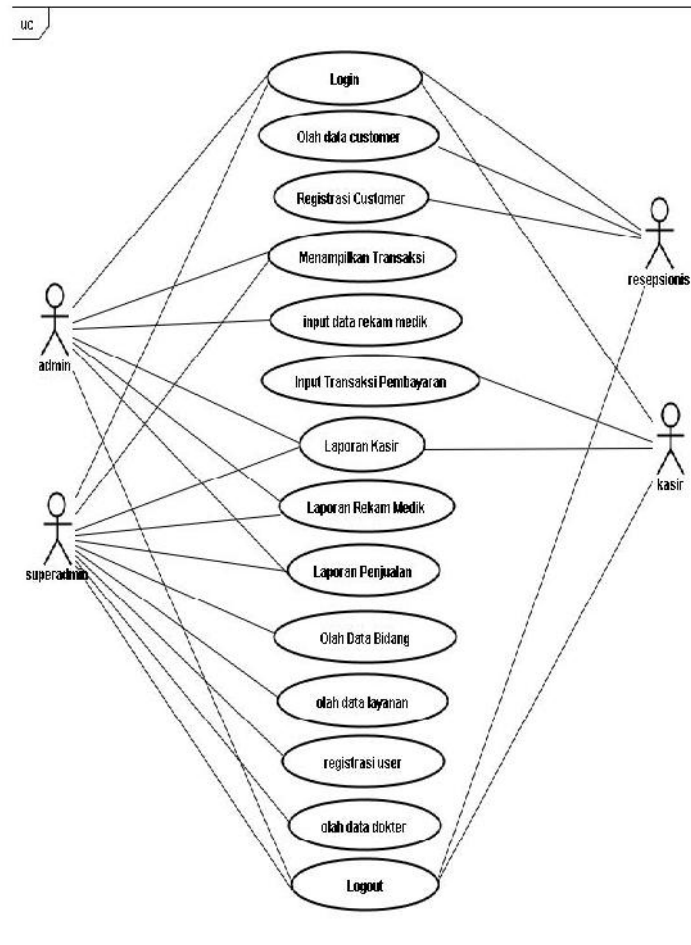 uc
Login
Olah data customer
Registrasi Customer
resepsionis
Menampilkan Transaksi
admin
input data rekam medik
Input Transaksi Pembayaran
Laporan Kasir
kasir
Laporan Rekam Medik
superadmin
Laporan Penjualan
Olah Data Bidang
olah data layanan
registrasi user
olah data dokter
Logout